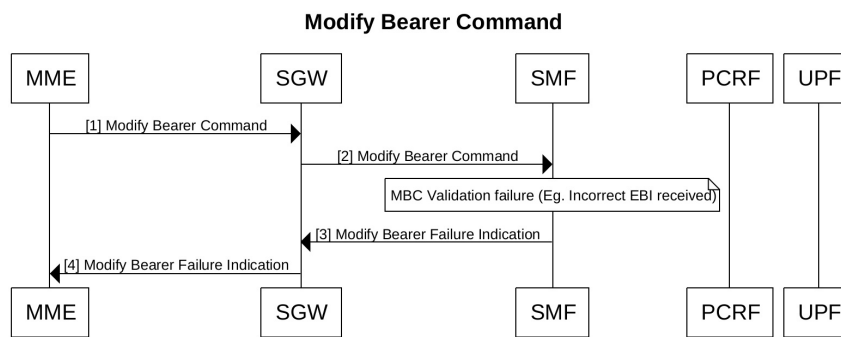 Modify Bearer Command
MME SGW SMF PCRF UPF
[1] Modify Bearer Command
[2] Modify Bearer Command
MBC Validation failure (Eg. Incorrect EBI received)
[3] Modify Bearer Failure Indication
[4] Modify Bearer Failure Indication
MME SGW SMF PCRF UPF